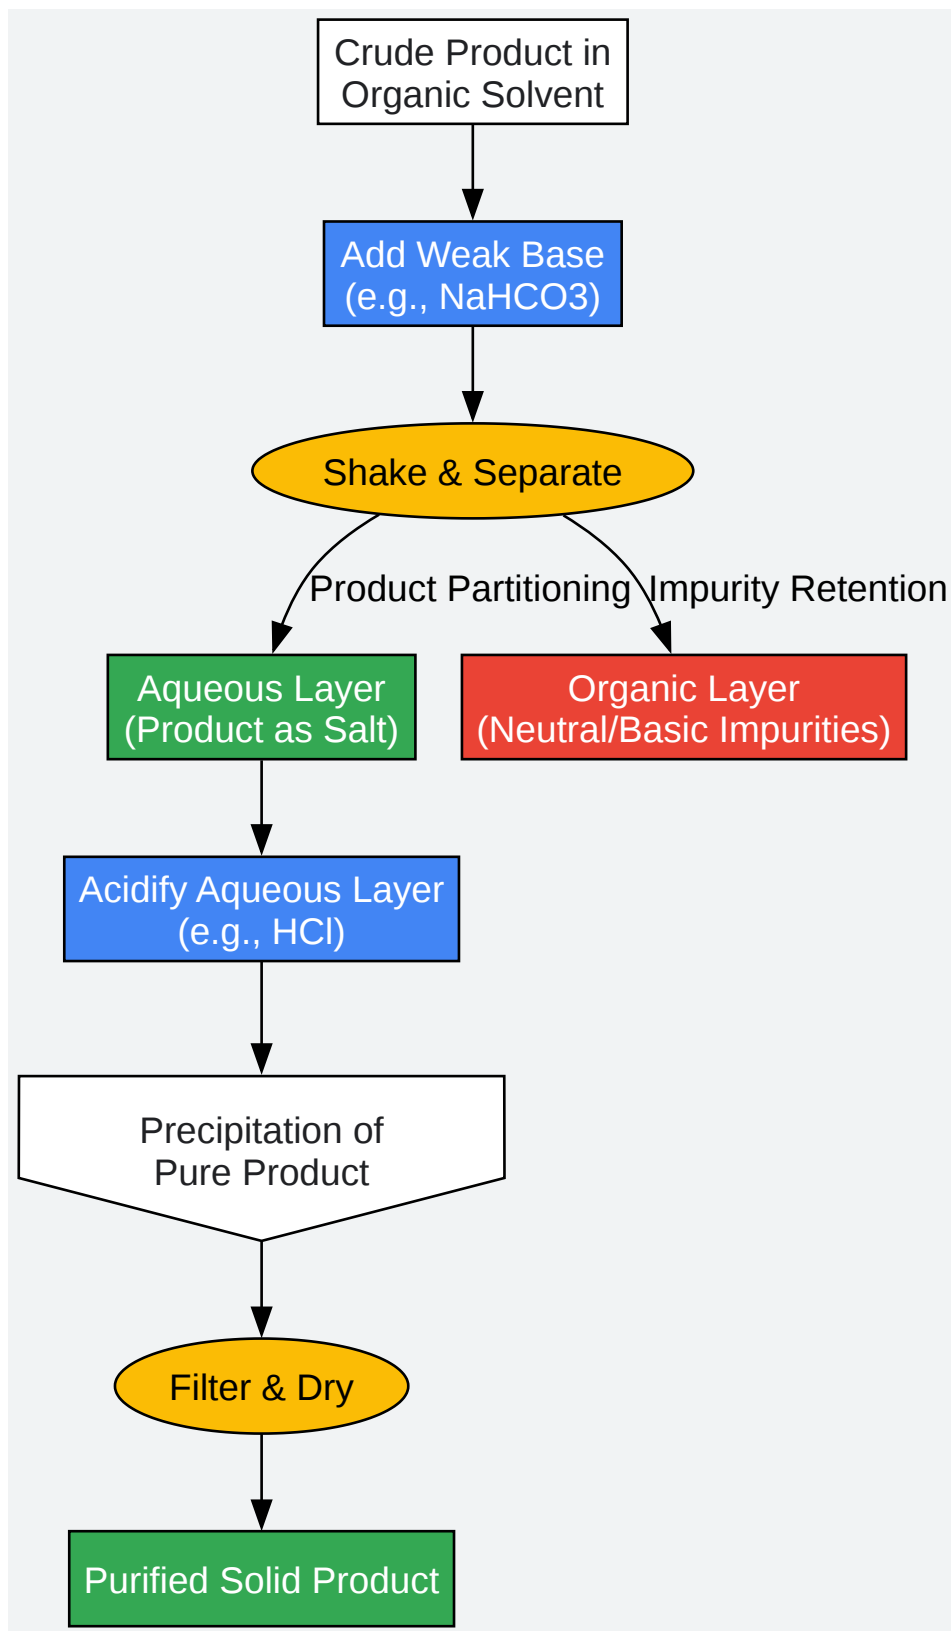 Crude Product in
Organic Solvent
Add Weak Base
(e.g., NaHCO3)
Shake & Separate
Product Partitioning
Impurity Retention
Aqueous Layer
(Product as Salt)
Organic Layer
(Neutral/Basic Impurities)
Acidify Aqueous Layer
(e.g., HCl)
Precipitation of
Pure Product
Filter & Dry
Purified Solid Product